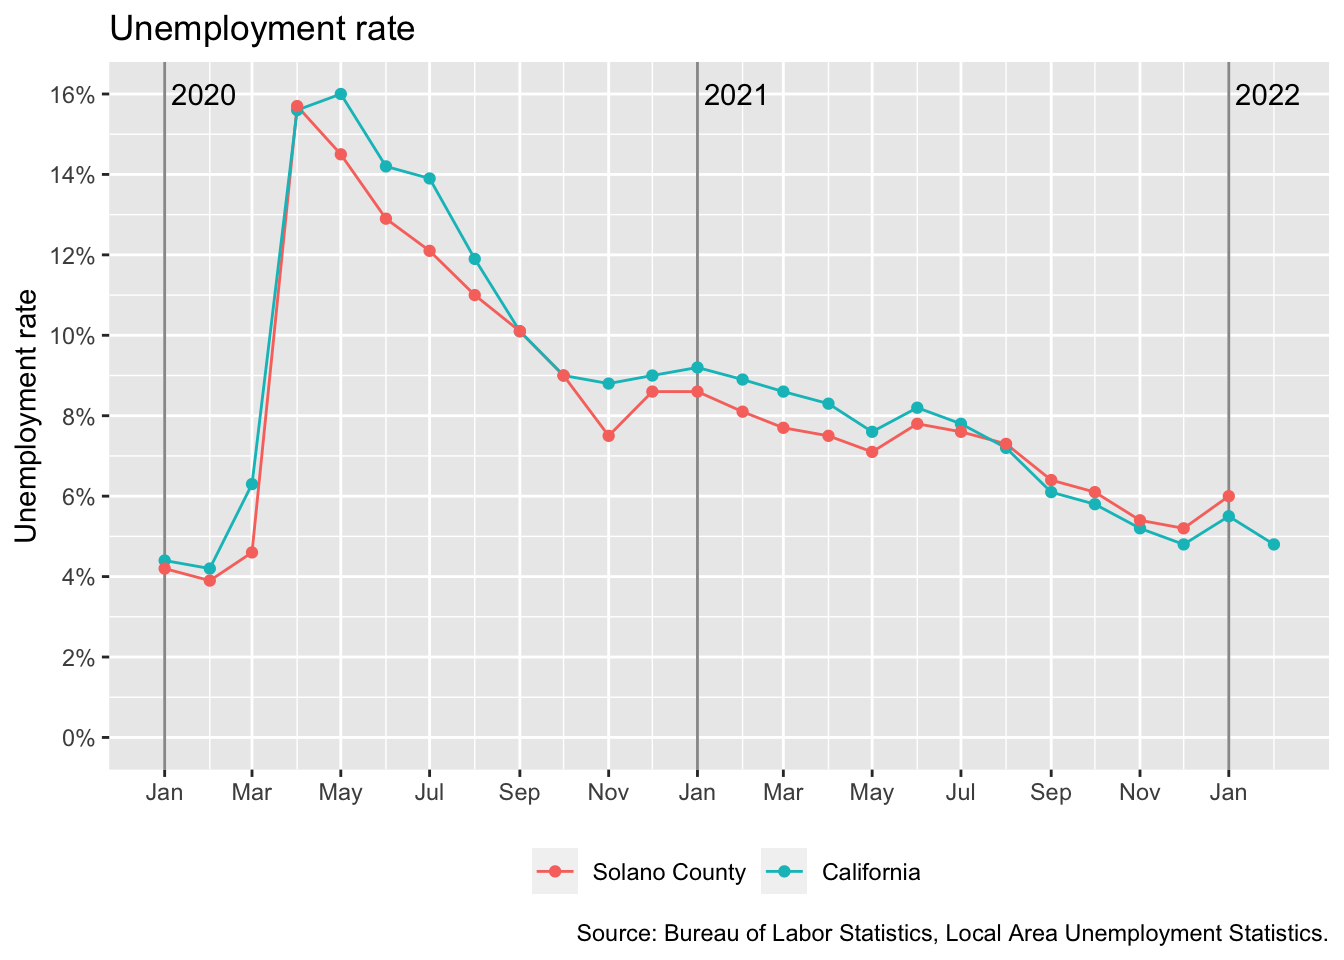 Unemployment rate
2020 2021 2022
16%
14%
12%
10%
8%
6%
4%
2%
0%
Unemployment rate
Jan Mar May Jul Sep Nov Jan Mar May Jul Sep Nov Jan
Solano County California
Source: Bureau of Labor Statistics, Local Area Unemployment Statistics.